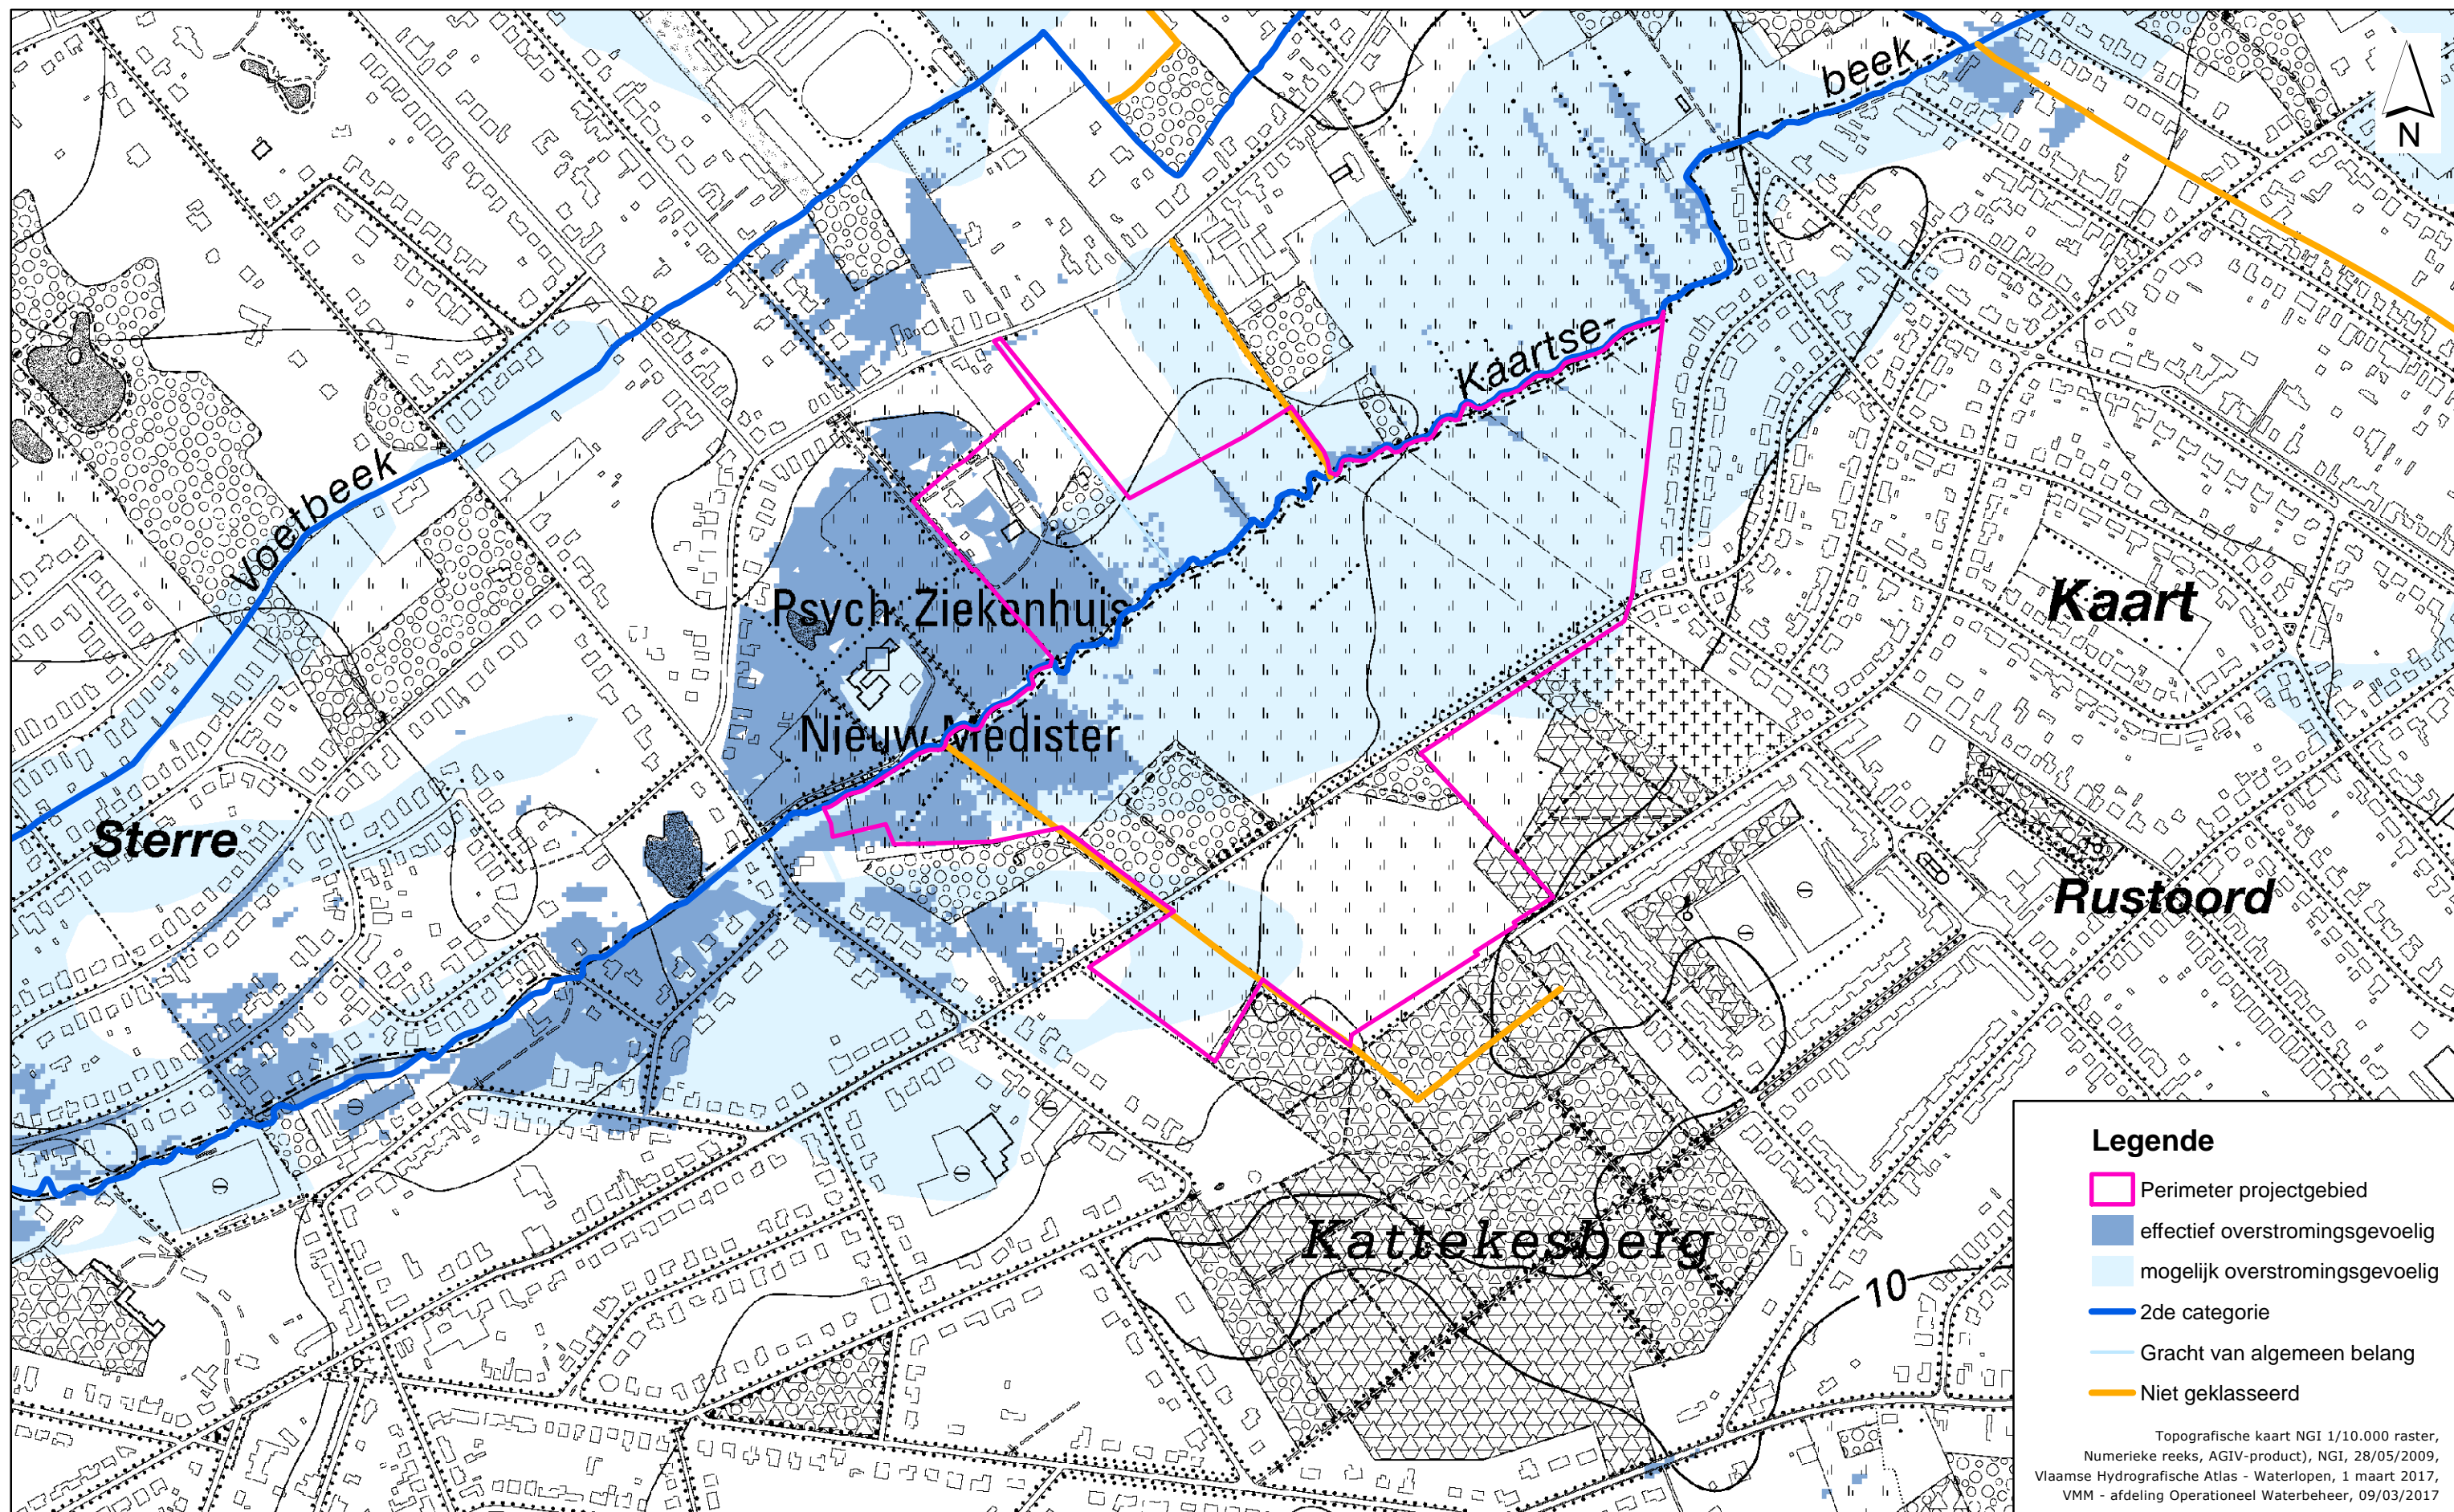 beek
N
Kaartse-
Voetbeek
Psych. Ziekenhuis
Kaart
Nieuw-Medister
Sterre
Rustoord
Kattekesberg
10
Legende
Perimeter projectgebied
effectief overstromingsgevoelig
mogelijk overstromingsgevoelig
2de categorie
Gracht van algemeen belang
Niet geklasseerd
Topografische kaart NGI 1/10.000 raster,
Numerieke reeks, AGIV-product), NGI, 28/05/2009,
Vlaamse Hydrografische Atlas - Waterlopen, 1 maart 2017,
VMM - afdeling Operationeel Waterbeheer, 09/03/2017